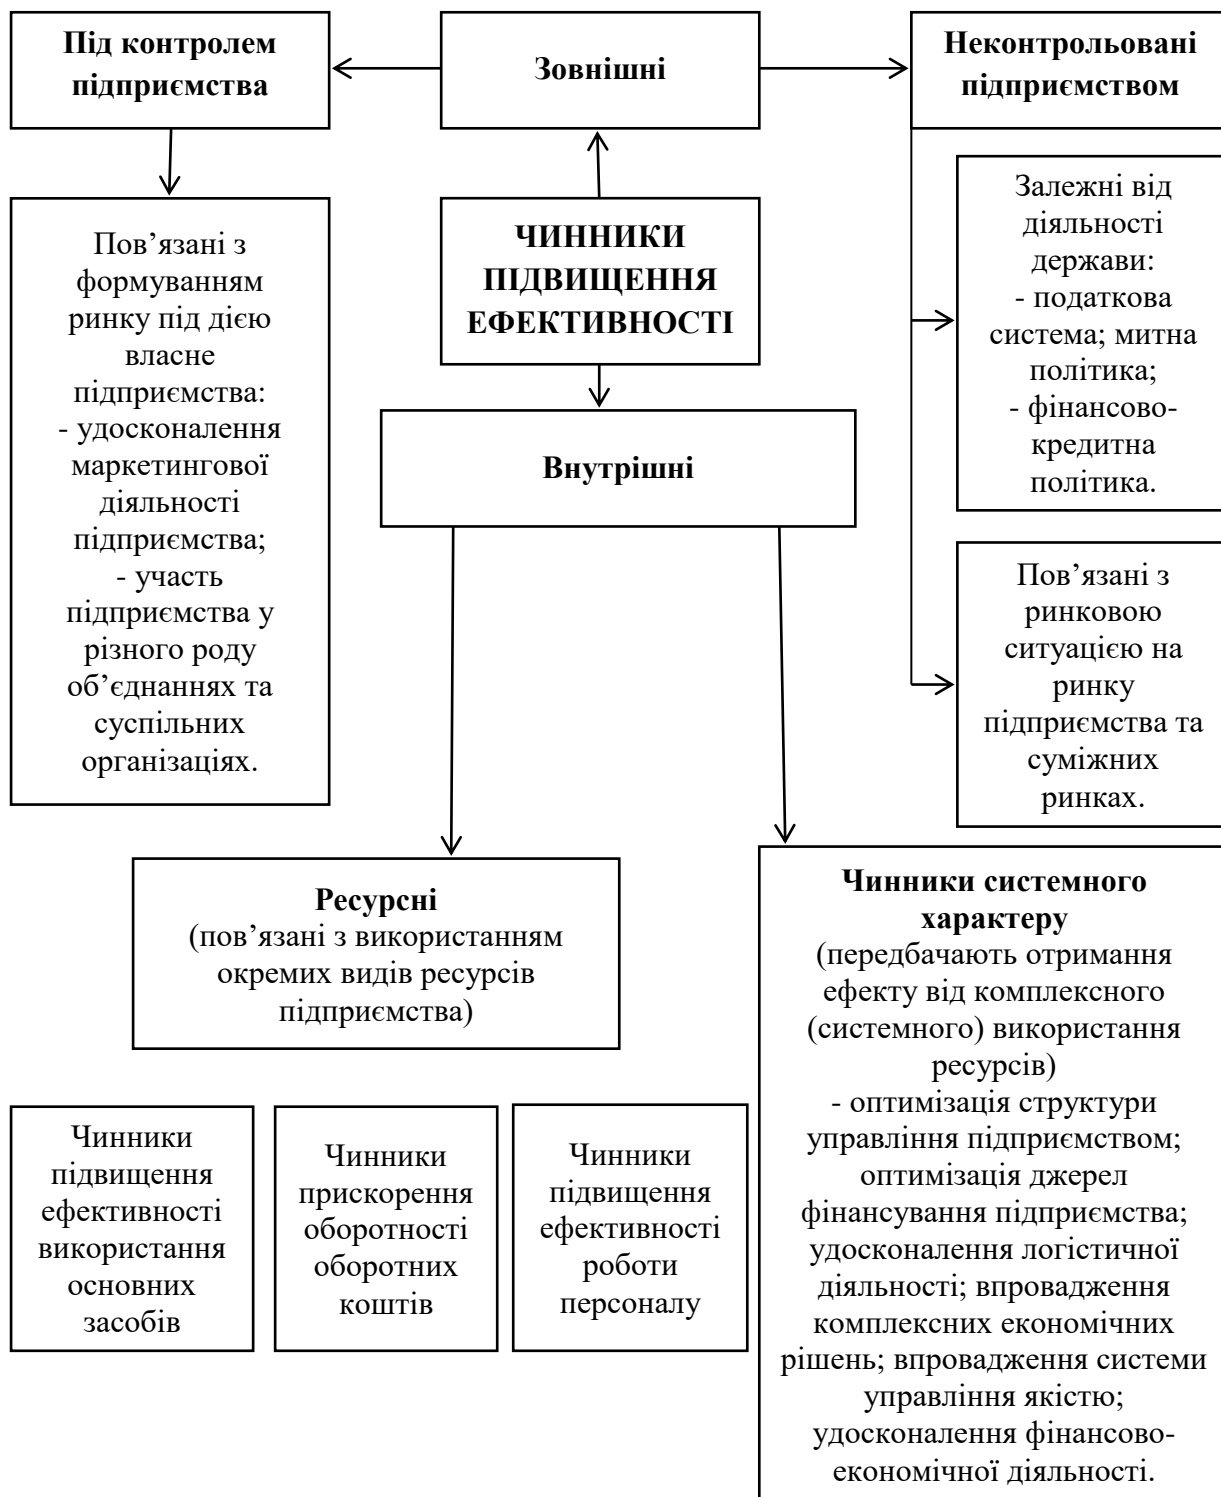 Під контролем
підприємства
Зовнішні
Неконтрольовані
підприємством
Пов’язані з
формуванням
ринку під дією
власне
підприємства:
- удосконалення
маркетингової
діяльності
підприємства;
- участь
підприємства у
різного роду
об’єднаннях та
суспільних
організаціях.
ЧИННИКИ
ПІДВИЩЕННЯ
ЕФЕКТИВНОСТІ
Залежні від
діяльності
держави:
- податкова
система; митна
політика;
- фінансово-
кредитна
політика.
Внутрішні
Пов’язані з
ринковою
ситуацією на
ринку
підприємства та
суміжних
ринках.
Ресурсні
(пов’язані з використанням
окремих видів ресурсів
підприємства)
Чинники системного
характеру
(передбачають отримання
ефекту від комплексного
(системного) використання
ресурсів)
- оптимізація структури
управління підприємством;
оптимізація джерел
фінансування підприємства;
удосконалення логістичної
діяльності; впровадження
комплексних економічних
рішень; впровадження системи
управління якістю;
удосконалення фінансово-
економічної діяльності.
Чинники
підвищення
ефективності
використання
основних
засобів
Чинники
прискорення
оборотності
оборотних
коштів
Чинники
підвищення
ефективності
роботи
персоналу